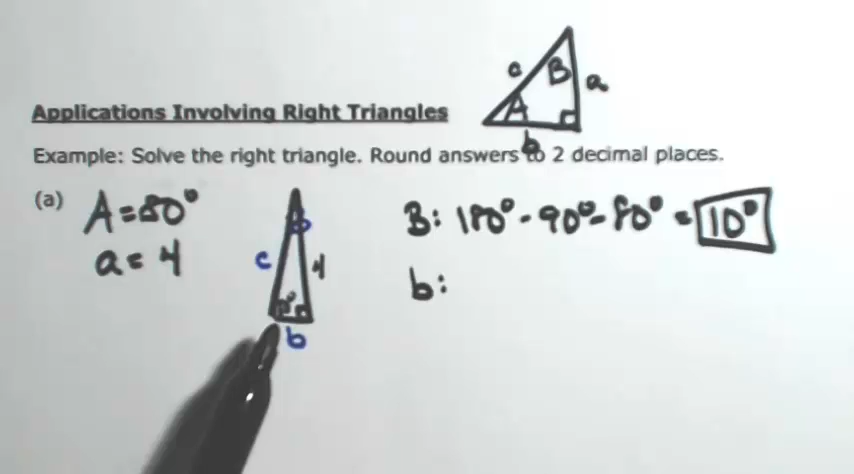 c B a
A
b
Applications Involving Right Triangles
Example: Solve the right triangle. Round answers to 2 decimal places.
(a) A = 80° B: 180° - 90° - 80° = 10°
a = 4 c 4 b:
b